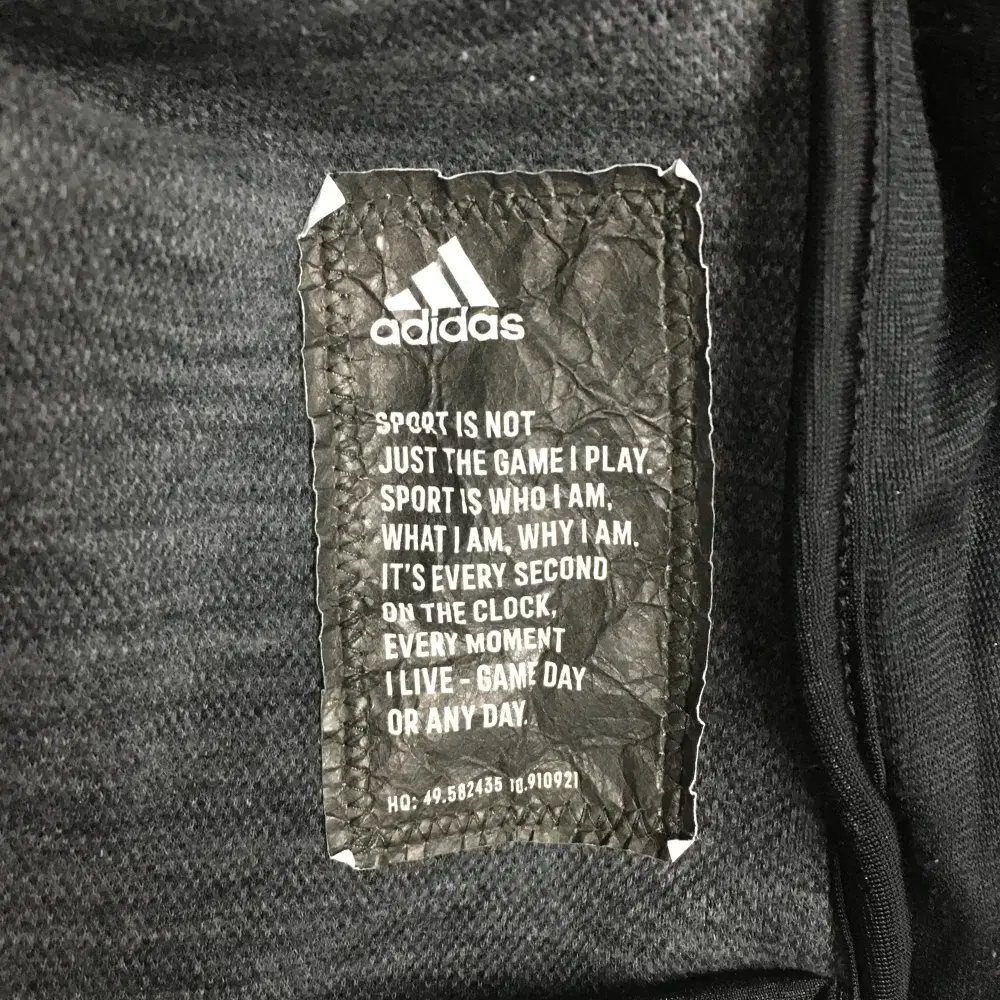 adidas
SPORT IS NOT
JUST THE GAME I PLAY.
SPORT IS WHO I AM,
WHAT I AM, WHY I AM.
IT'S EVERY SECOND
ON THE CLOCK,
EVERY MOMENT
I LIVE - GAME DAY
OR ANY DAY.
HQ: 49.582435 10.910921